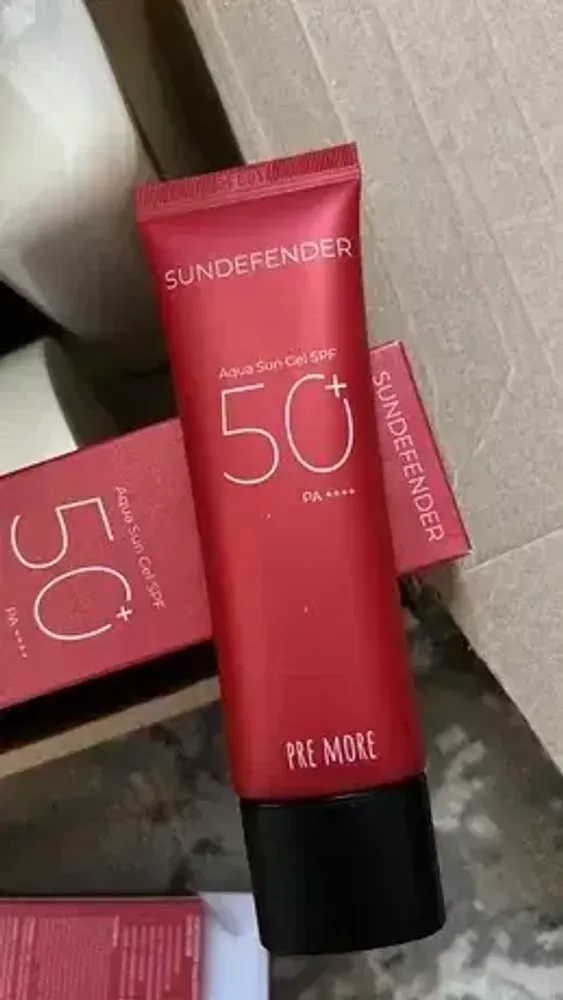 SUNDEFENDER
Aqua Sun Gel SPF
50+
PA ++++
PRE MORE
SUNDEFENDER
Aqua Sun Gel SPF
50+
PA ++++